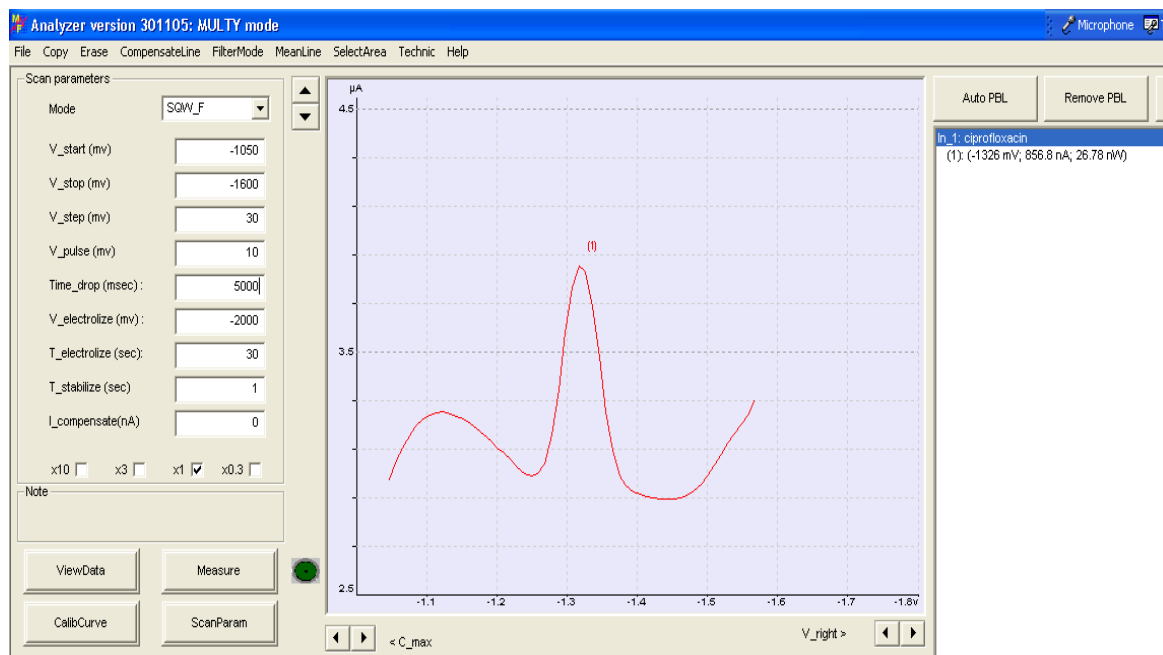 Analyzer version 301105: MULTY mode
Microphone
File Copy Erase CompensateLine FilterMode MeanLine SelectArea Technic Help
Scan parameters
Mode SQW_F
V_start (mv) -1050
V_stop (mv) -1600
V_step (mv) 30
V_pulse (mv) 10
Time_drop (msec) : 5000
V_electrolize (mv) : -2000
T_electrolize (sec): 30
T_stabilize (sec) 1
I_compensate(nA) 0
x10 x3 x1 x0.3
Note
ViewData Measure
CalibCurve ScanParam
µA
4.5
3.5
2.5
(1)
-1.1 -1.2 -1.3 -1.4 -1.5 -1.6 -1.7 -1.8v
< C_max V_right >
Auto PBL Remove PBL
In_1: ciprofloxacin
(1): (-1326 mV; 856.8 nA; 26.78 nW)